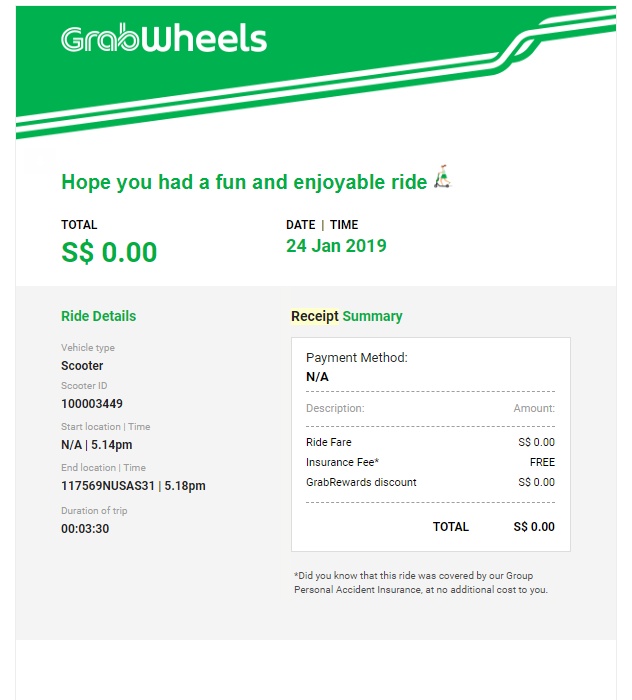 GrabWheels
Hope you had a fun and enjoyable ride
TOTAL
S$ 0.00
DATE | TIME
24 Jan 2019
Ride Details
Vehicle type
Scooter
Scooter ID
100003449
Start location | Time
N/A | 5.14pm
End location | Time
117569NUSAS31 | 5.18pm
Duration of trip
00:03:30
Receipt Summary
Payment Method:
N/A
Description: Amount:
Ride Fare S$ 0.00
Insurance Fee* FREE
GrabRewards discount S$ 0.00
TOTAL S$ 0.00
*Did you know that this ride was covered by our Group
Personal Accident Insurance, at no additional cost to you.